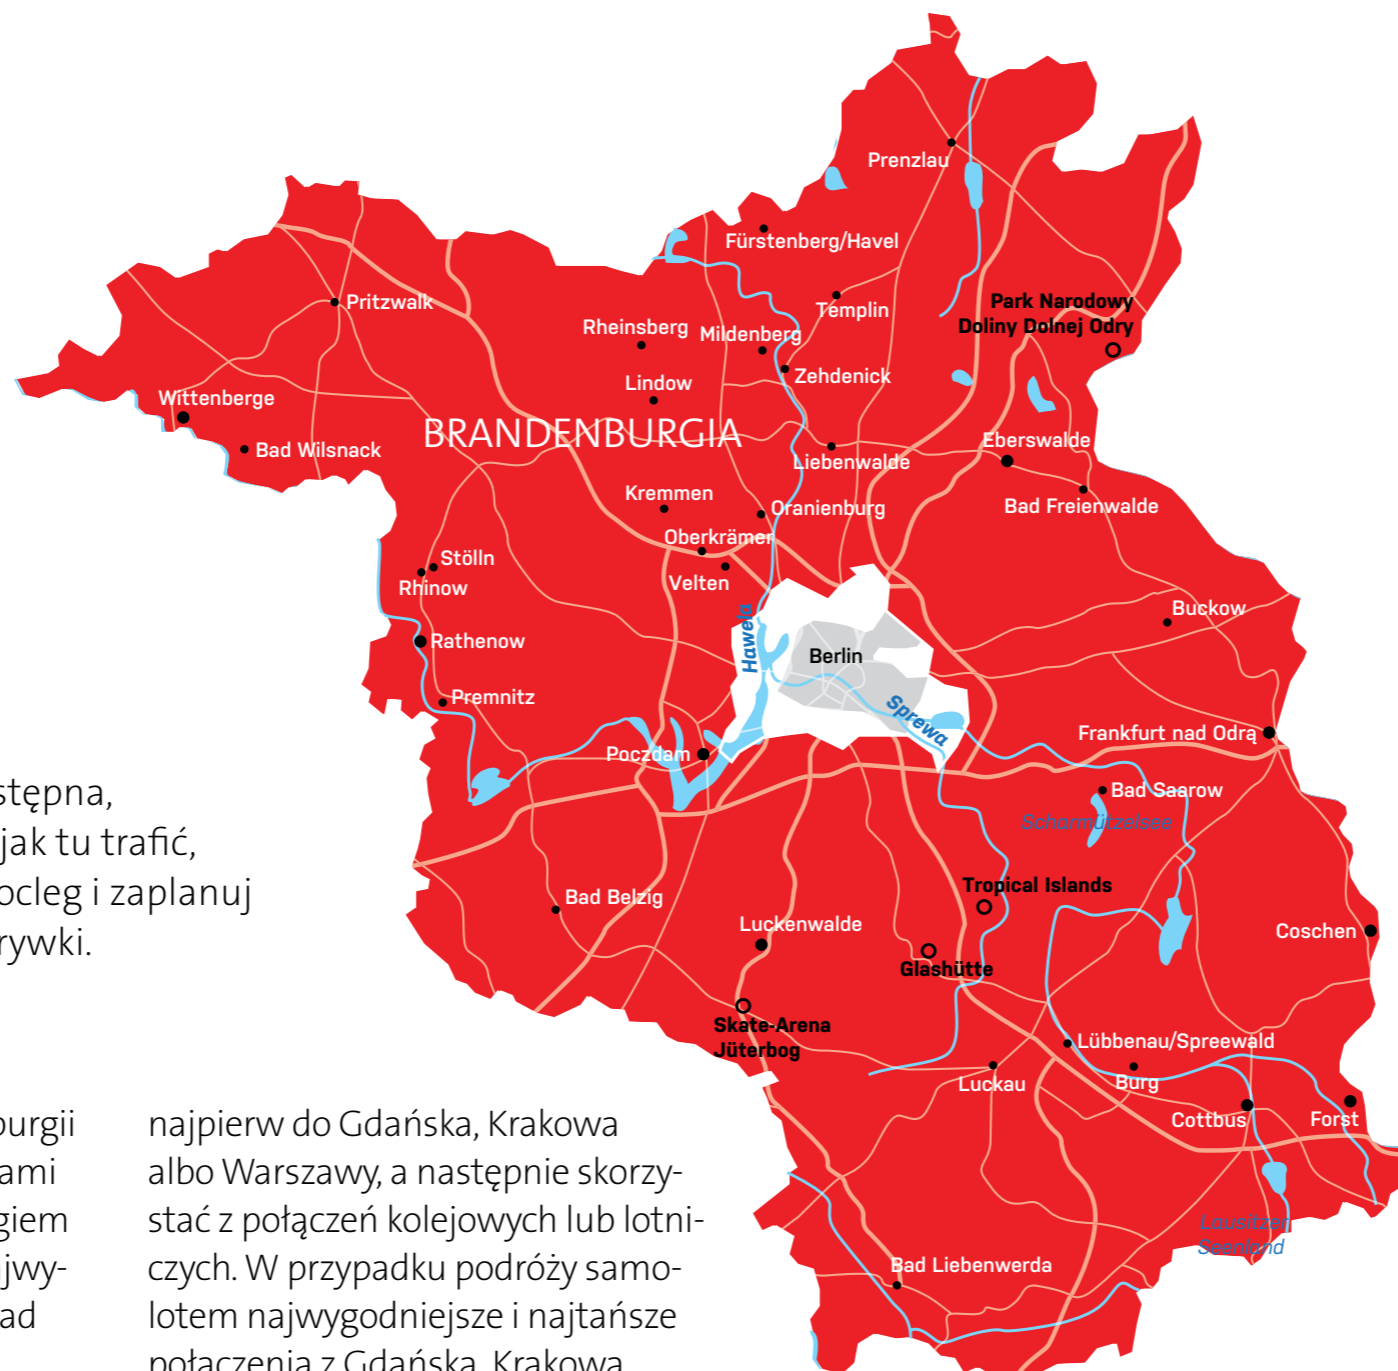 Prenzlau
Fürstenberg/Havel
Templin
Park Narodowy
Doliny Dolnej Odry
Pritzwalk
Rheinsberg
Mildenberg
Zehdenick
Lindow
Wittenberge
BRANDENBURGIA
Bad Wilsnack
Liebenwalde
Eberswalde
Kremmen
Oranienburg
Bad Freienwalde
Oberkrämer
Stölln
Rhinow
Velten
Buckow
Hawela
Berlin
Rathenow
Premnitz
Sprewa
Poczdam
Frankfurt nad Odrą
Bad Saarow
Scharmützelsee
Bad Belzig
Tropical Islands
Luckenwalde
Glashütte
Coschen
Skate-Arena
Jüterbog
Lübbenau/Spreewald
Luckau
Burg
Cottbus
Forst
Lausitzer
Seenland
Bad Liebenwerda
stępna,
jak tu trafić,
ocleg i zaplanuj
rywki.
burgii
ami
giem
jwy-
ad
najpierw do Gdańska, Krakowa
albo Warszawy, a następnie skorzy-
stać z połączeń kolejowych lub lotni-
czych. W przypadku podróży samo-
lotem najwygodniejsze i najtańsze
połączenia z Gdańska, Krakowa